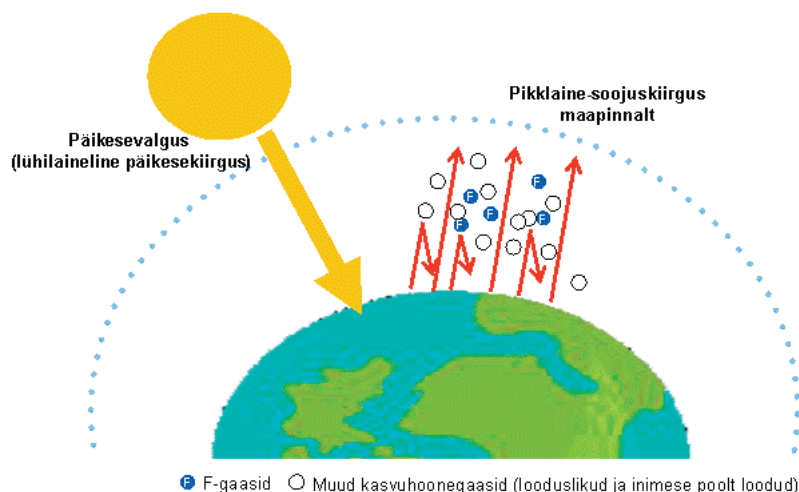 Pikklaine-soojuskiirgus
maapinnalt
Päikesevalgus
(lühilaineline päikesekiirgus)
F
F
F
F
F
F F-gaasid Muud kasvuhoonegaasid (looduslikud ja inimese poolt loodud)